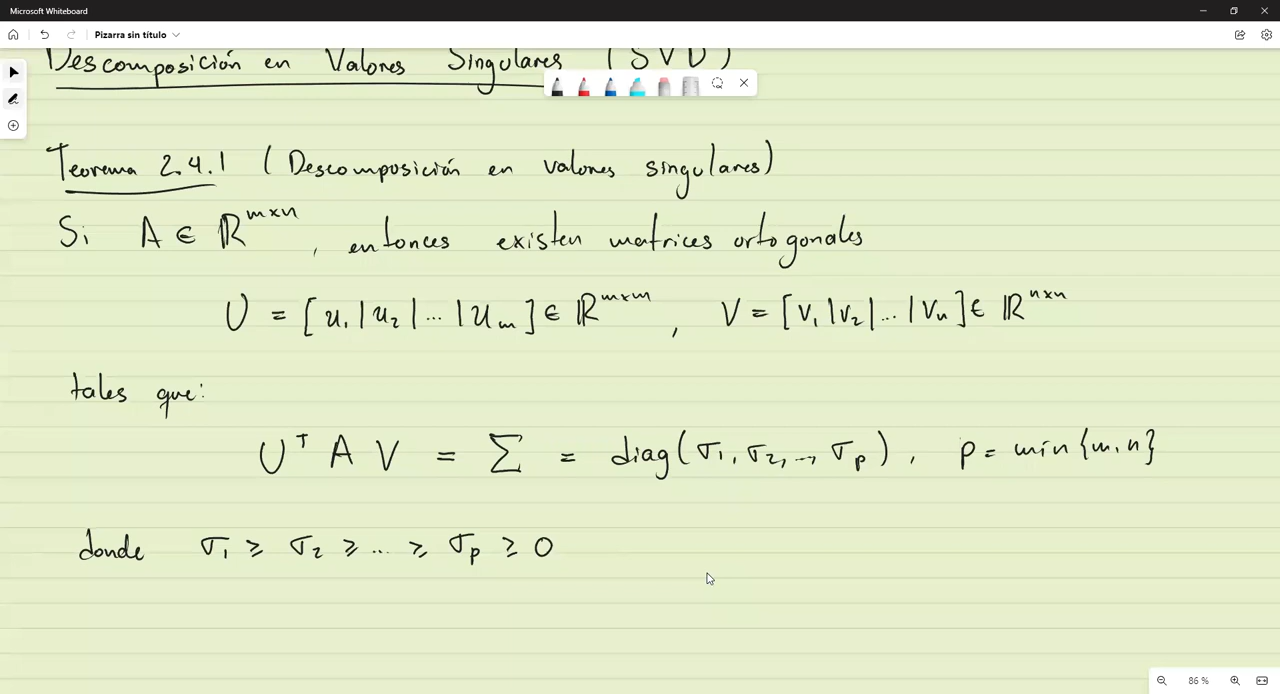 Microsoft Whiteboard
Pizarra sin título
Descomposición en Valores Singulares (SVD)
Teorema 2.4.1 (Descomposición en valores singulares)
Si A ∈ ℝ^{m×n}, entonces existen matrices ortogonales
U = [u₁|u₂|...|uₘ] ∈ ℝ^{m×m}, V = [v₁|v₂|...|vₙ] ∈ ℝ^{n×n}
tales que:
Uᵀ A V = Σ = diag(σ₁, σ₂, ..., σₚ), p = mín{m, n}
donde σ₁ ≥ σ₂ ≥ ... ≥ σₚ ≥ 0
86 %